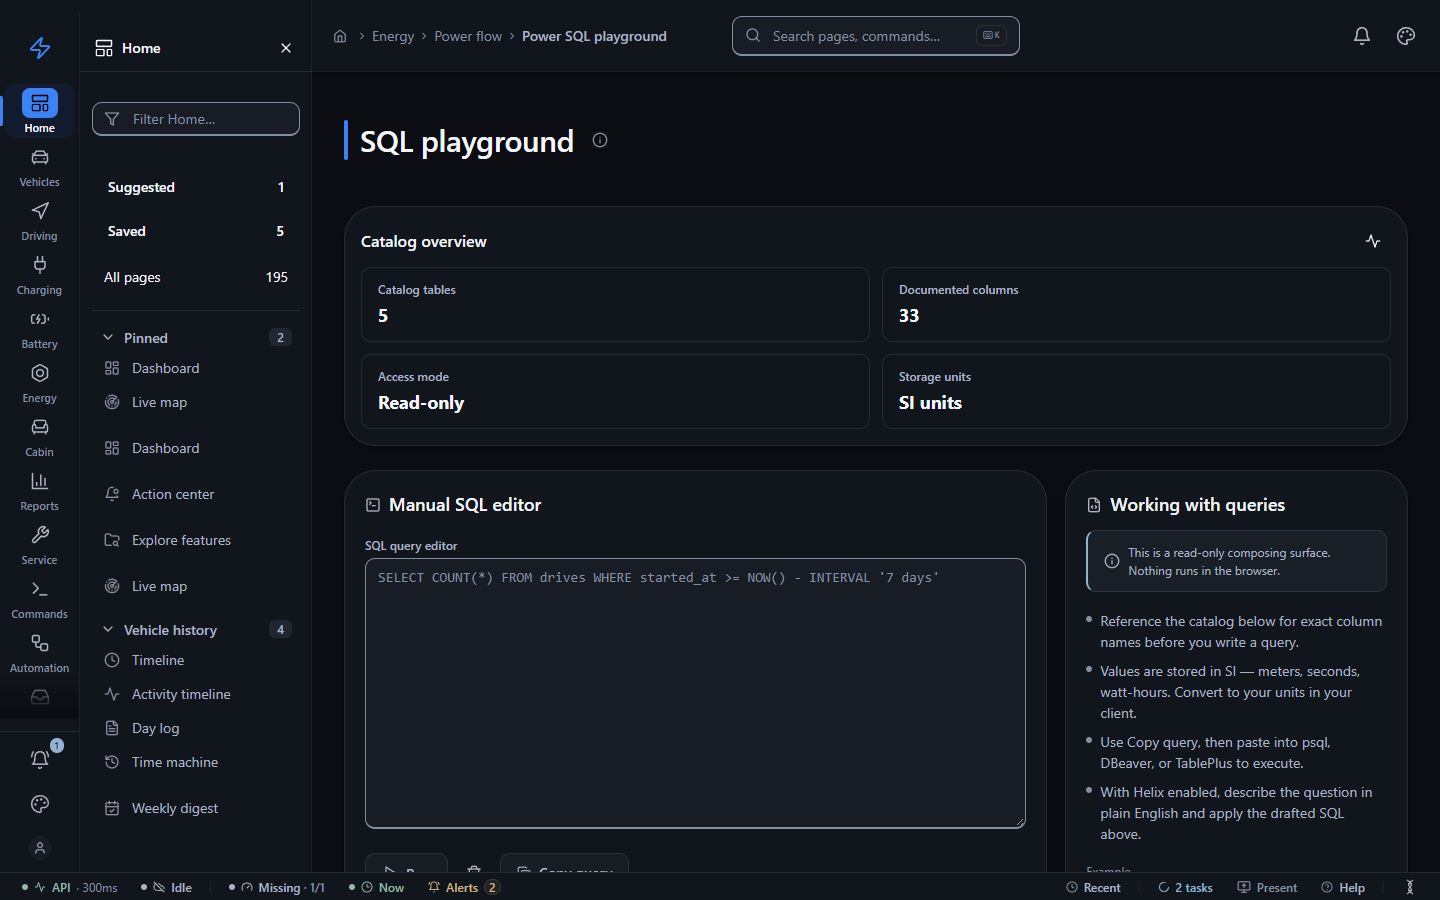 Home
Vehicles
Driving
Charging
Battery
Energy
Cabin
Reports
Service
Commands
Automation
1
Home
Filter Home...
Suggested 1
Saved 5
All pages 195
Pinned 2
Dashboard
Live map
Dashboard
Action center
Explore features
Live map
Vehicle history 4
Timeline
Activity timeline
Day log
Time machine
Weekly digest
Energy > Power flow > Power SQL playground
Search pages, commands... K
SQL playground
Catalog overview
Catalog tables
5
Documented columns
33
Access mode
Read-only
Storage units
SI units
Manual SQL editor
SQL query editor
SELECT COUNT(*) FROM drives WHERE started_at >= NOW() - INTERVAL '7 days'
Copy query
Working with queries
This is a read-only composing surface.
Nothing runs in the browser.
Reference the catalog below for exact column
names before you write a query.
Values are stored in SI — meters, seconds,
watt-hours. Convert to your units in your
client.
Use Copy query, then paste into psql,
DBeaver, or TablePlus to execute.
With Helix enabled, describe the question in
plain English and apply the drafted SQL
above.
Example
API · 300ms
Idle
Missing · 1/1
Now
Alerts 2
Recent
2 tasks
Present
Help